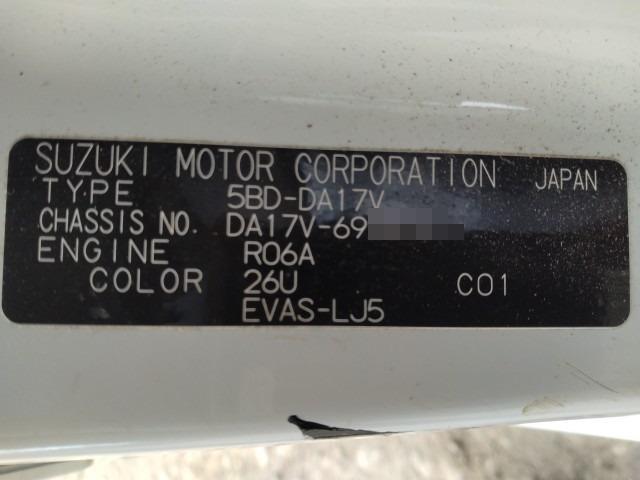 SUZUKI MOTOR CORPORATION JAPAN
TYPE 5BD-DA17V
CHASSIS NO. DA17V-69
ENGINE R06A
COLOR 26U C01
EVAS-LJ5